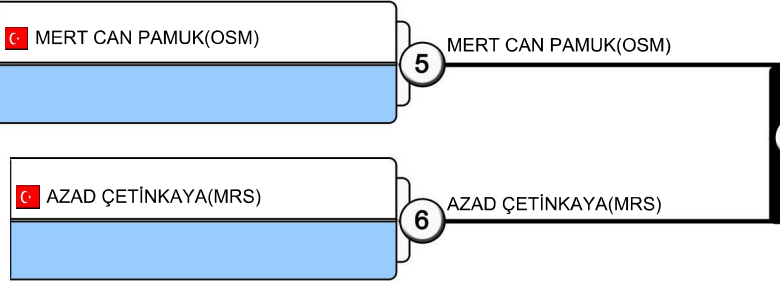 MERT CAN PAMUK(OSM)
5
MERT CAN PAMUK(OSM)
AZAD ÇETİNKAYA(MRS)
6
AZAD ÇETİNKAYA(MRS)